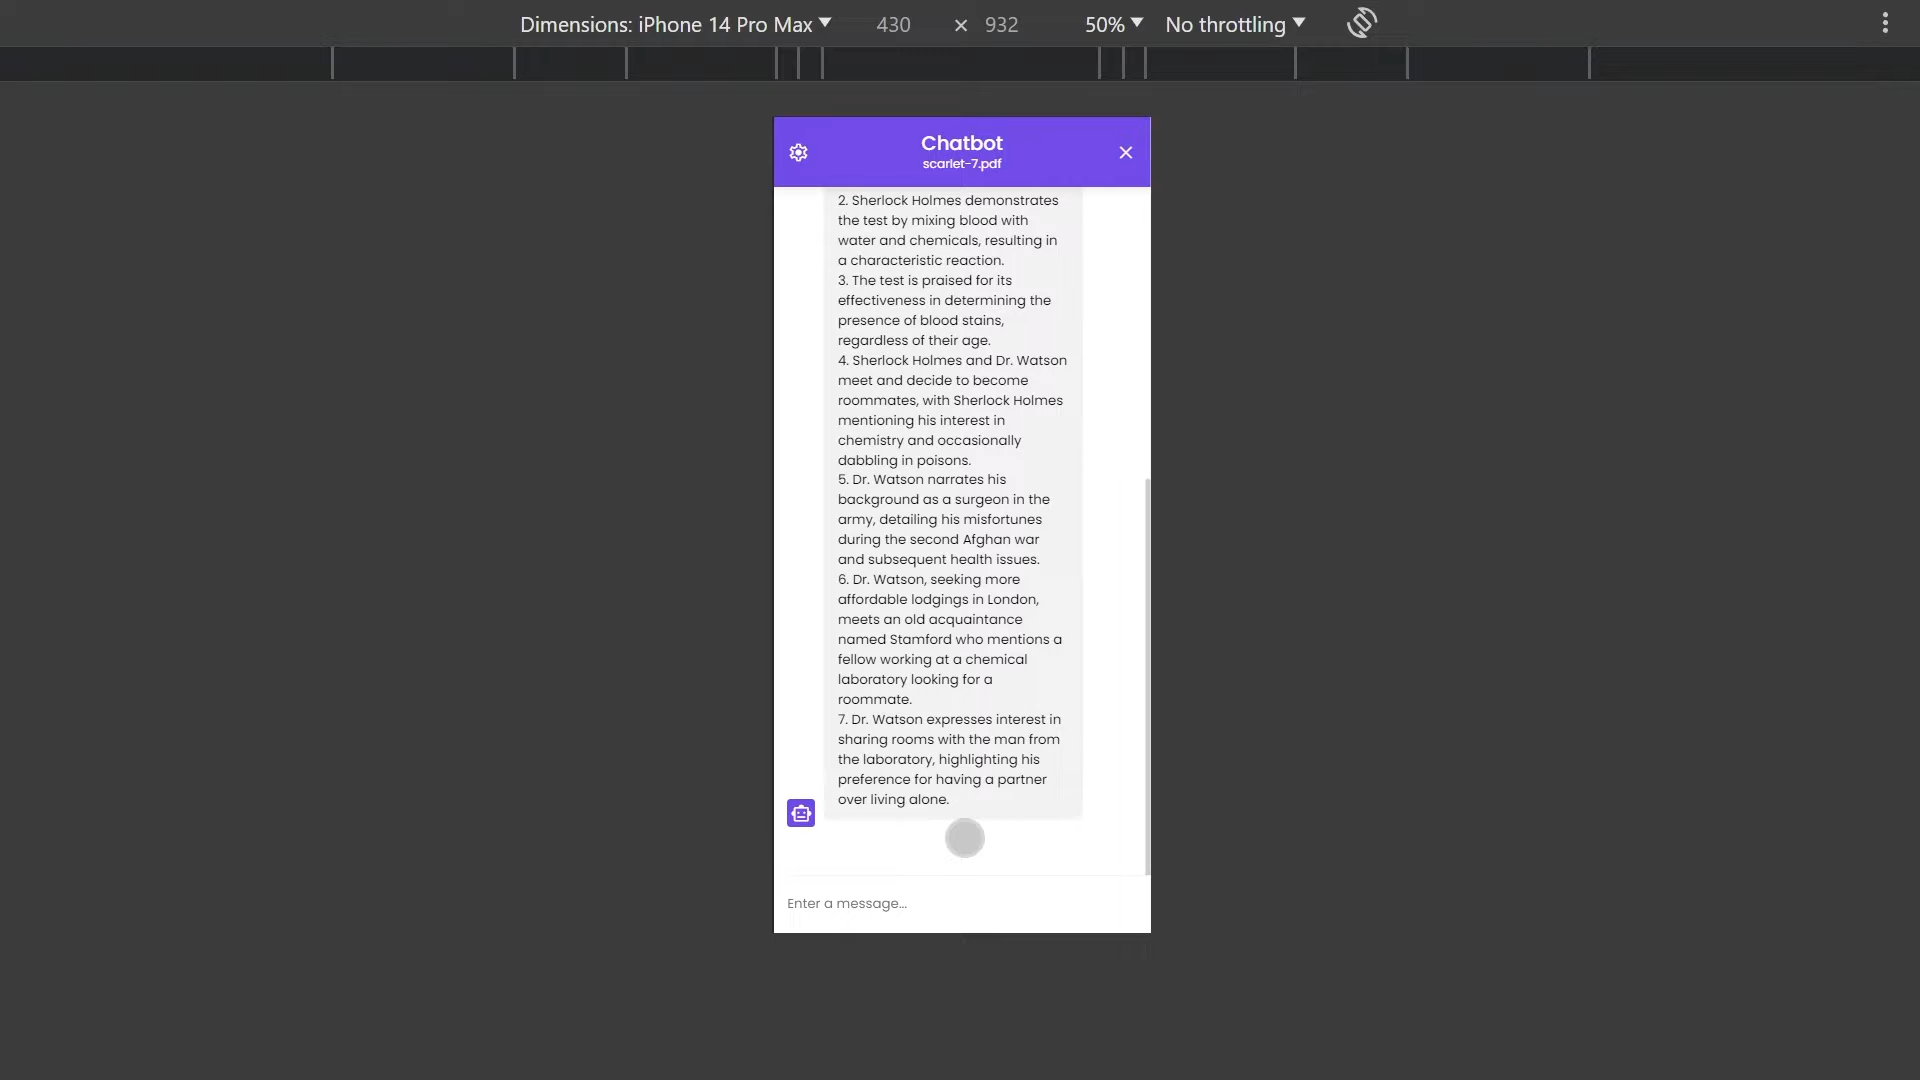 Dimensions: iPhone 14 Pro Max 430 × 932 50% No throttling
Chatbot
scarlet-7.pdf
2. Sherlock Holmes demonstrates
the test by mixing blood with
water and chemicals, resulting in
a characteristic reaction.
3. The test is praised for its
effectiveness in determining the
presence of blood stains,
regardless of their age.
4. Sherlock Holmes and Dr. Watson
meet and decide to become
roommates, with Sherlock Holmes
mentioning his interest in
chemistry and occasionally
dabbling in poisons.
5. Dr. Watson narrates his
background as a surgeon in the
army, detailing his misfortunes
during the second Afghan war
and subsequent health issues.
6. Dr. Watson, seeking more
affordable lodgings in London,
meets an old acquaintance
named Stamford who mentions a
fellow working at a chemical
laboratory looking for a
roommate.
7. Dr. Watson expresses interest in
sharing rooms with the man from
the laboratory, highlighting his
preference for having a partner
over living alone.
Enter a message...